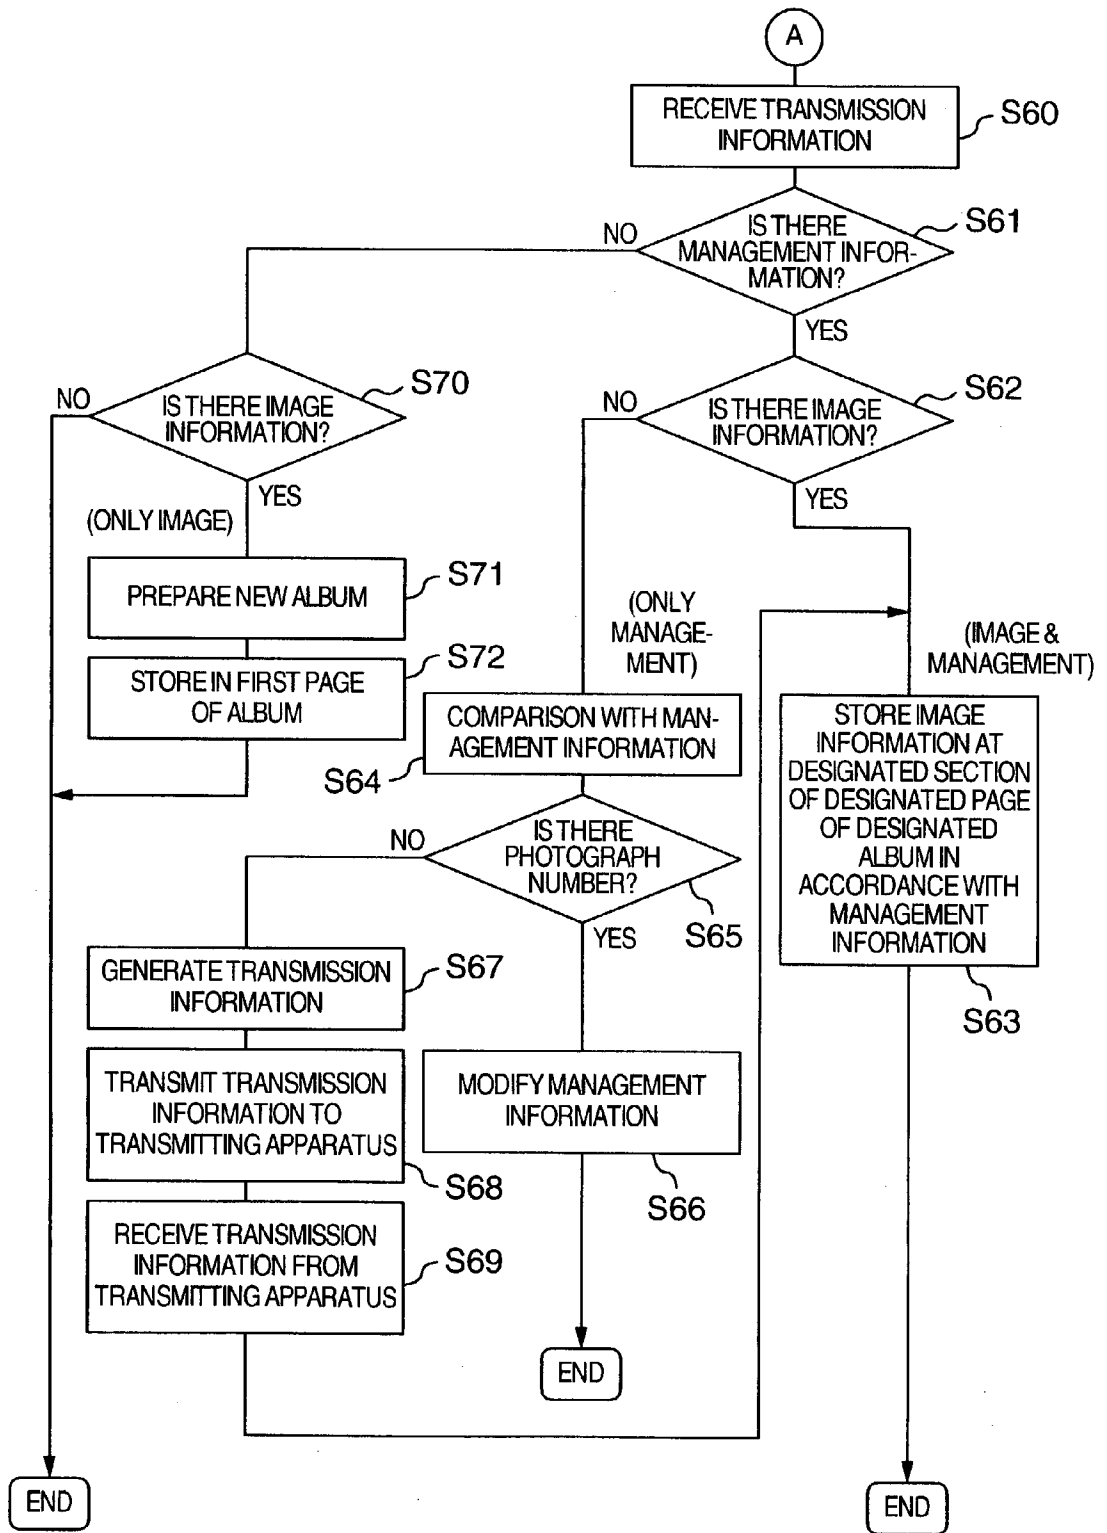 A
RECEIVE TRANSMISSION
INFORMATION
S60
IS THERE
MANAGEMENT INFOR-
MATION?
S61
NO
YES
IS THERE IMAGE
INFORMATION?
S70
NO
YES
(ONLY IMAGE)
IS THERE IMAGE
INFORMATION?
S62
NO
YES
PREPARE NEW ALBUM
S71
STORE IN FIRST PAGE
OF ALBUM
S72
(ONLY
MANAGE-
MENT)
(IMAGE &
MANAGEMENT)
COMPARISON WITH MAN-
AGEMENT INFORMATION
S64
STORE IMAGE
INFORMATION AT
DESIGNATED SECTION
OF DESIGNATED PAGE
OF DESIGNATED
ALBUM IN
ACCORDANCE WITH
MANAGEMENT
INFORMATION
S63
IS THERE
PHOTOGRAPH
NUMBER?
S65
NO
YES
GENERATE TRANSMISSION
INFORMATION
S67
TRANSMIT TRANSMISSION
INFORMATION TO
TRANSMITTING APPARATUS
S68
MODIFY MANAGEMENT
INFORMATION
S66
RECEIVE TRANSMISSION
INFORMATION FROM
TRANSMITTING APPARATUS
S69
END
END
END